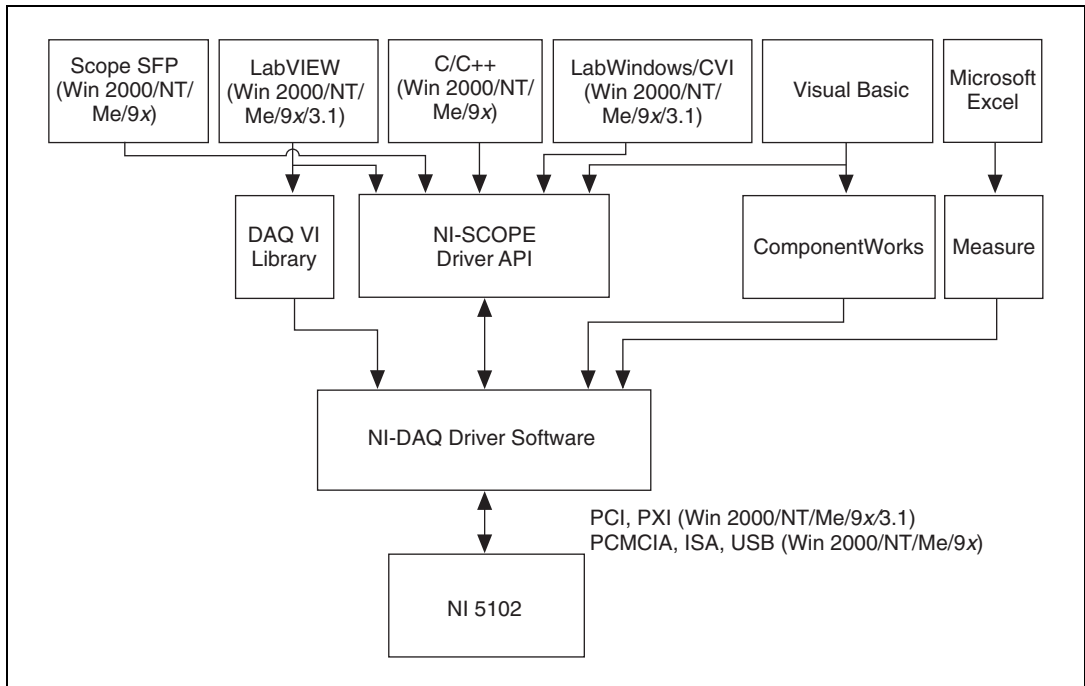 Scope SFP
(Win 2000/NT/
Me/9x)
LabVIEW
(Win 2000/NT/
Me/9x/3.1)
C/C++
(Win 2000/NT/
Me/9x)
LabWindows/CVI
(Win 2000/NT/
Me/9x/3.1)
Visual Basic
Microsoft
Excel
DAQ VI
Library
NI-SCOPE
Driver API
ComponentWorks
Measure
NI-DAQ Driver Software
PCI, PXI (Win 2000/NT/Me/9x/3.1)
PCMCIA, ISA, USB (Win 2000/NT/Me/9x)
NI 5102